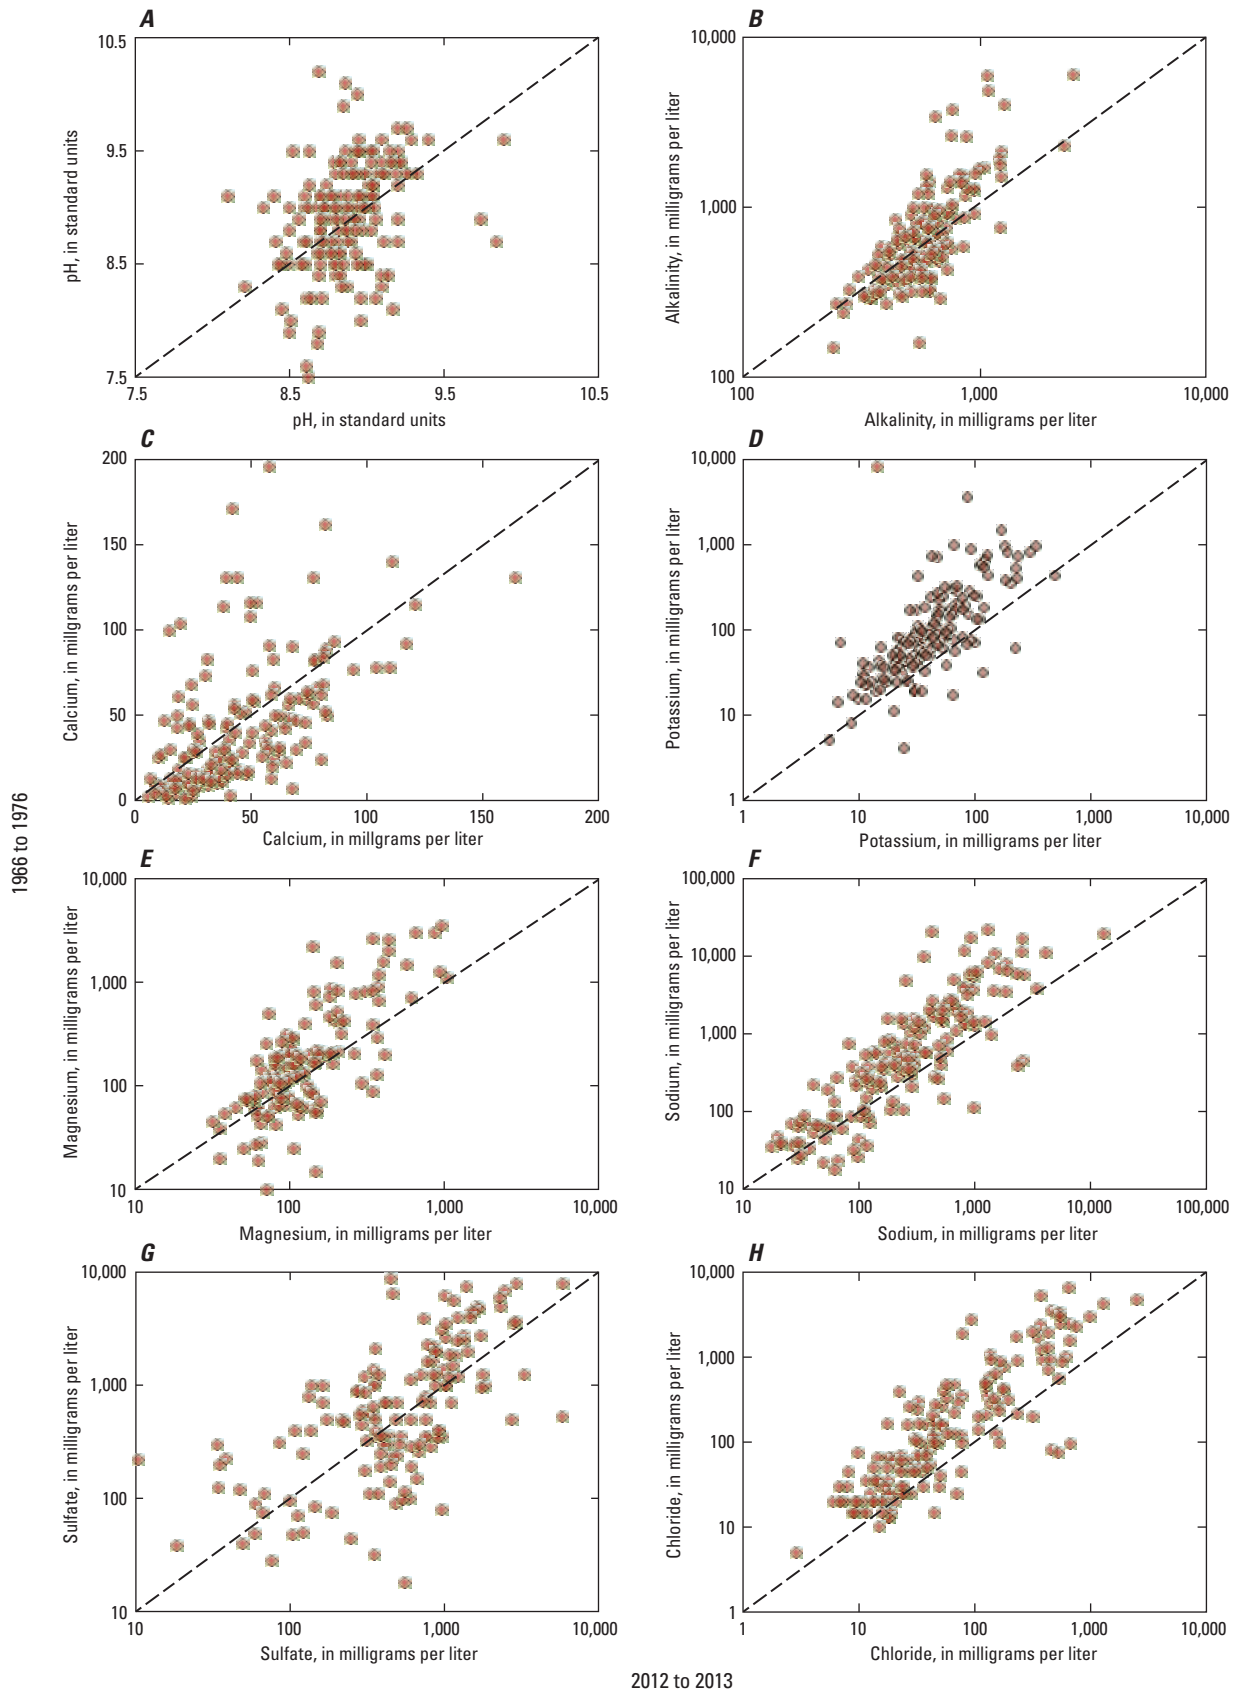 A
10.5
9.5
8.5
7.5
7.5 8.5 9.5 10.5
pH, in standard units
pH, in standard units
B
10,000
1,000
100
100 1,000 10,000
Alkalinity, in milligrams per liter
Alkalinity, in milligrams per liter
C
200
150
100
50
0
0 50 100 150 200
Calcium, in millgrams per liter
Calcium, in millgrams per liter
D
10,000
1,000
100
10
1
1 10 100 1,000 10,000
Potassium, in milligrams per liter
Potassium, in milligrams per liter
1966 to 1976
E
10,000
1,000
100
10
10 100 1,000 10,000
Magnesium, in milligrams per liter
Magnesium, in milligrams per liter
F
100,000
10,000
1,000
100
10
10 100 1,000 10,000 100,000
Sodium, in milligrams per liter
Sodium, in milligrams per liter
G
10,000
1,000
100
10
10 100 1,000 10,000
Sulfate, in milligrams per liter
Sulfate, in milligrams per liter
H
10,000
1,000
100
10
1
1 10 100 1,000 10,000
Chloride, in milligrams per liter
Chloride, in milligrams per liter
2012 to 2013